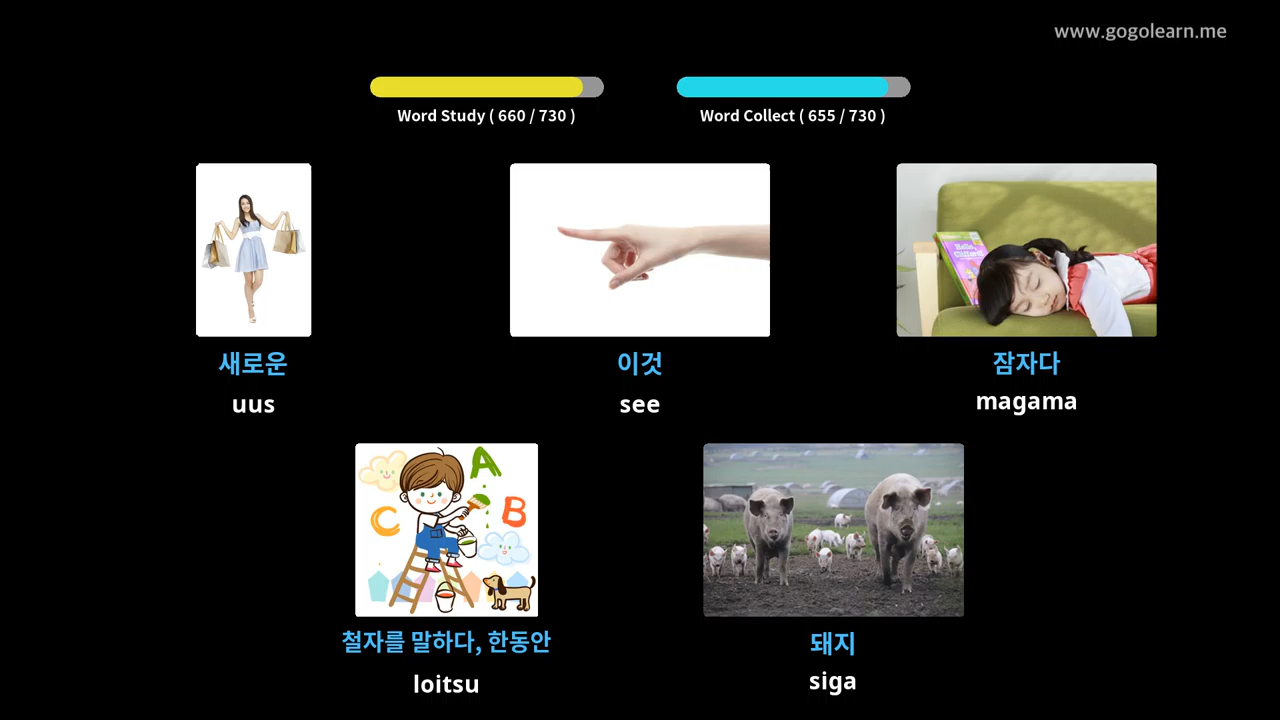 www.gogolearn.me
Word Study ( 660 / 730 )
Word Collect ( 655 / 730 )
새로운
uus
이것
see
잠자다
magama
A
B
C
철자를 말하다, 한동안
loitsu
돼지
siga